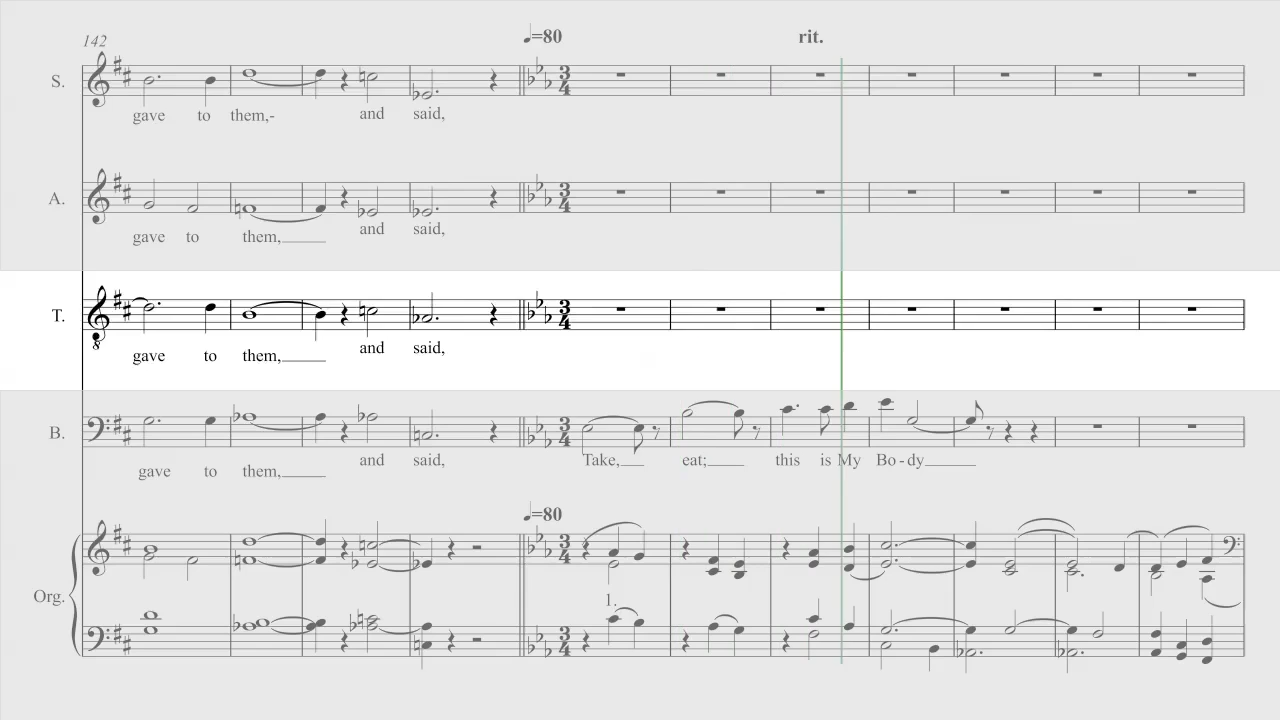 142
♩=80 rit.
S.
gave to them,- and said,
A.
gave to them, and said,
T.
8
gave to them, and said,
B.
gave to them, and said, Take, eat; this is My Bo - dy
♩=80
Org.
1.